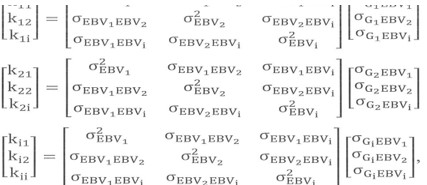 [k₁₁ k₁₂ k₁ᵢ] = [σEBV₁EBV₂ σ²EBV₂ σEBV₂EBVᵢ; σEBV₁EBVᵢ σEBV₂EBVᵢ σ²EBVᵢ] [σG₁EBV₁ σG₁EBV₂ σG₁EBVᵢ]
[k₂₁ k₂₂ k₂ᵢ] = [σ²EBV₁ σEBV₁EBV₂ σEBV₁EBVᵢ; σEBV₁EBV₂ σ²EBV₂ σEBV₂EBVᵢ; σEBV₁EBVᵢ σEBV₂EBVᵢ σ²EBVᵢ] [σG₂EBV₁ σG₂EBV₂ σG₂EBVᵢ]
[kᵢ₁ kᵢ₂ kᵢᵢ] = [σ²EBV₁ σEBV₁EBV₂ σEBV₁EBVᵢ; σEBV₁EBV₂ σ²EBV₂ σEBV₂EBVᵢ; σEBV₁EBVᵢ σEBV₂EBVᵢ σ²EBVᵢ] [σGᵢEBV₁ σGᵢEBV₂ σGᵢEBVᵢ],